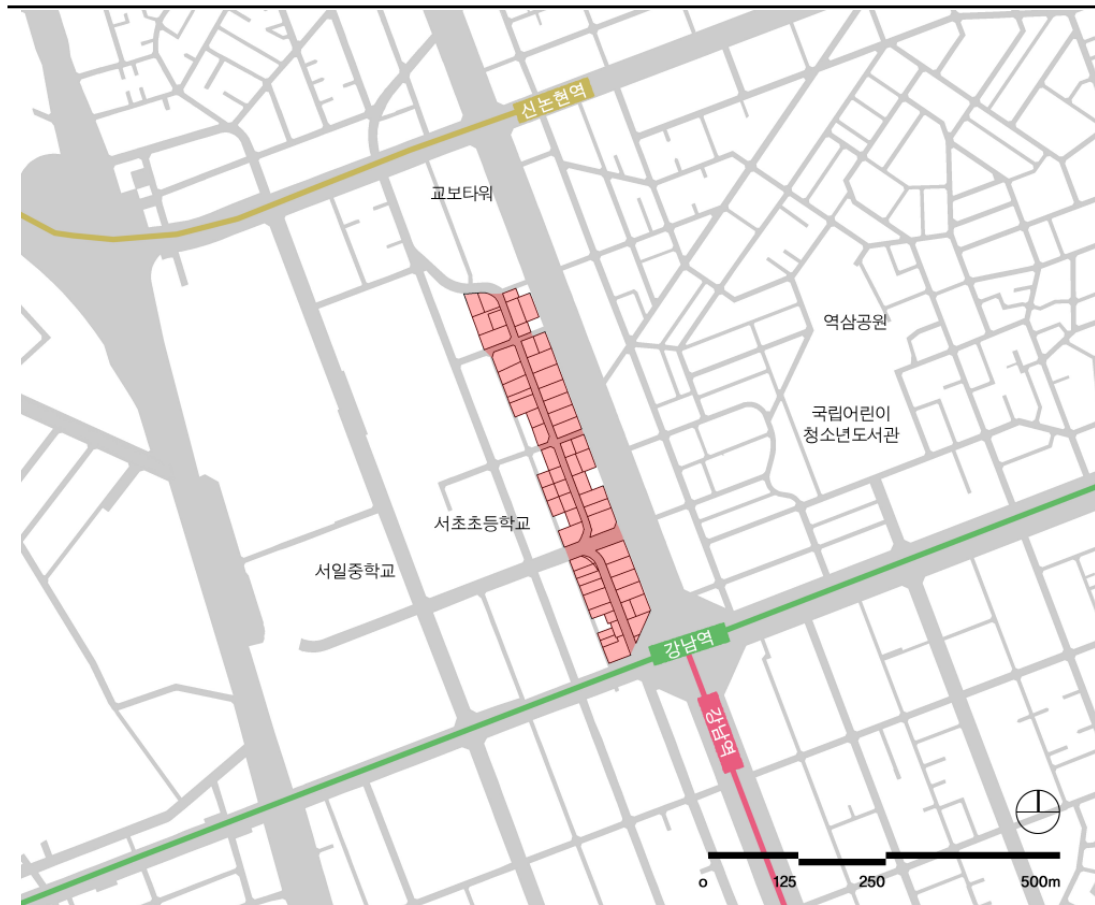 신논현역
교보타워
역삼공원
국립어린이
청소년도서관
서초초등학교
서일중학교
강남역
강남역
o 125 250 500m